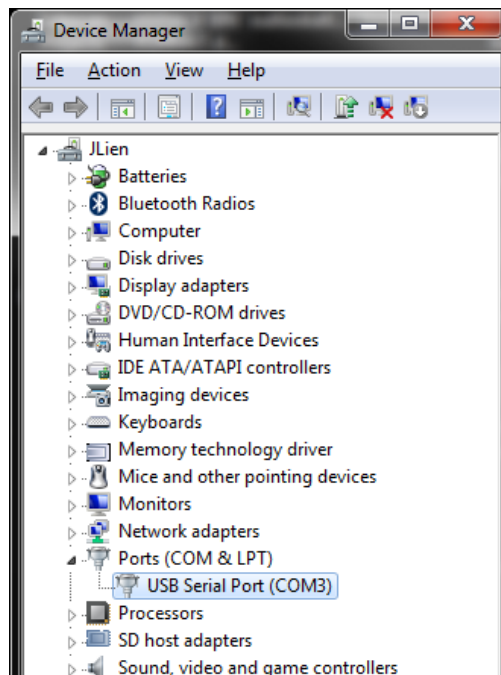 Device Manager
File Action View Help
JLien
Batteries
Bluetooth Radios
Computer
Disk drives
Display adapters
DVD/CD-ROM drives
Human Interface Devices
IDE ATA/ATAPI controllers
Imaging devices
Keyboards
Memory technology driver
Mice and other pointing devices
Monitors
Network adapters
Ports (COM & LPT)
USB Serial Port (COM3)
Processors
SD host adapters
Sound, video and game controllers